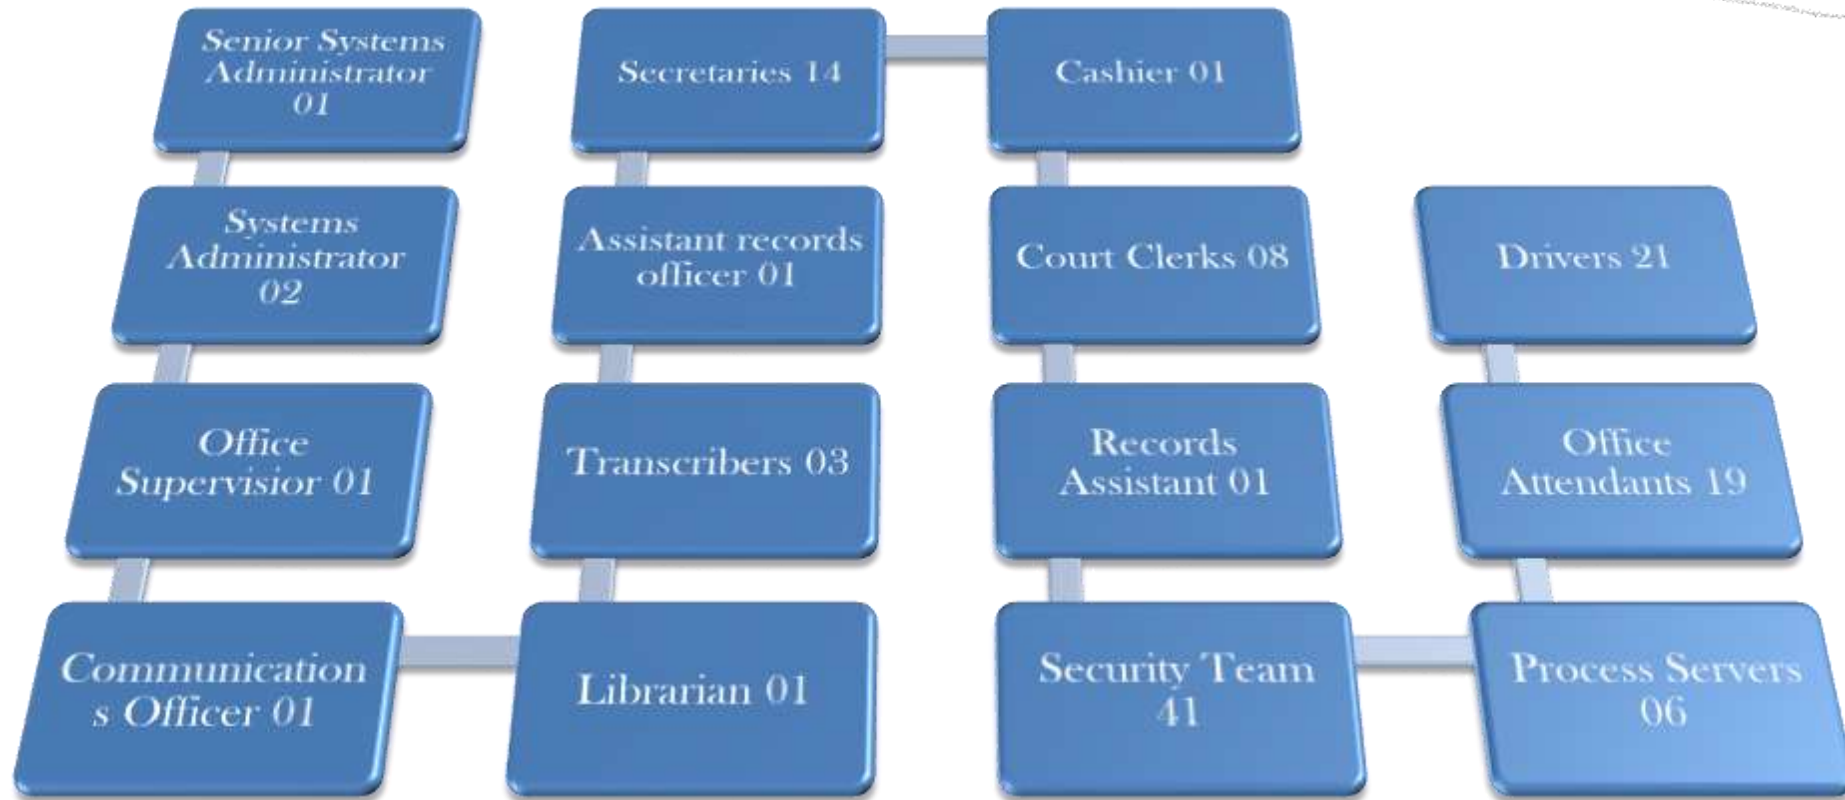 Senior Systems
Administrator
01
Systems
Administrator
02
Office
Supervisior 01
Communication
s Officer 01
Librarian 01
Transcribers 03
Assistant records
officer 01
Secretaries 14
Cashier 01
Court Clerks 08
Records
Assistant 01
Security Team
41
Process Servers
06
Office
Attendants 19
Drivers 21